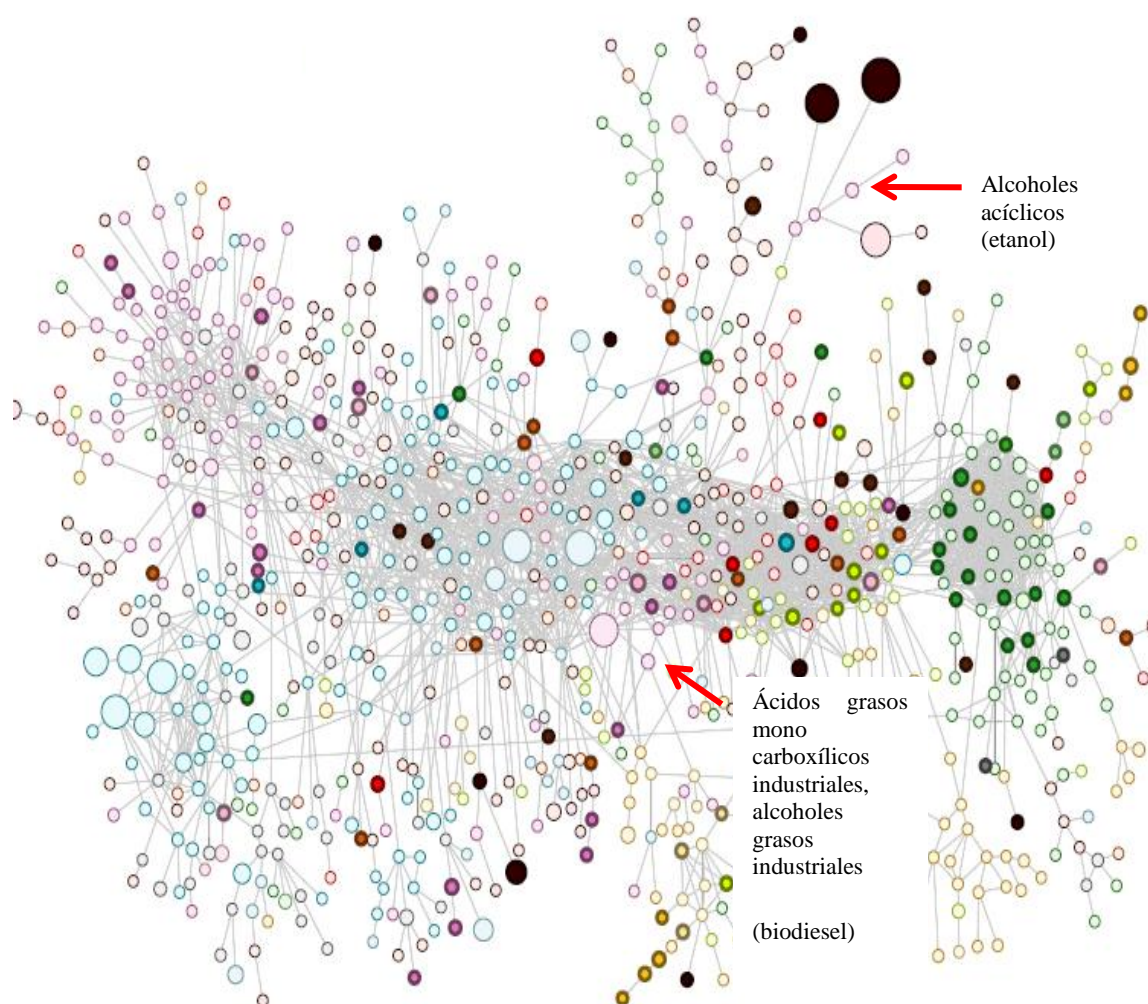 Alcoholes
acíclicos
(etanol)
Ácidos grasos
mono
carboxílicos
industriales,
alcoholes
grasos
industriales
(biodiesel)